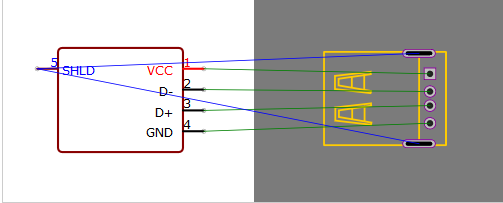 5 SHLD VCC 1
D- 2
D+ 3
GND 4